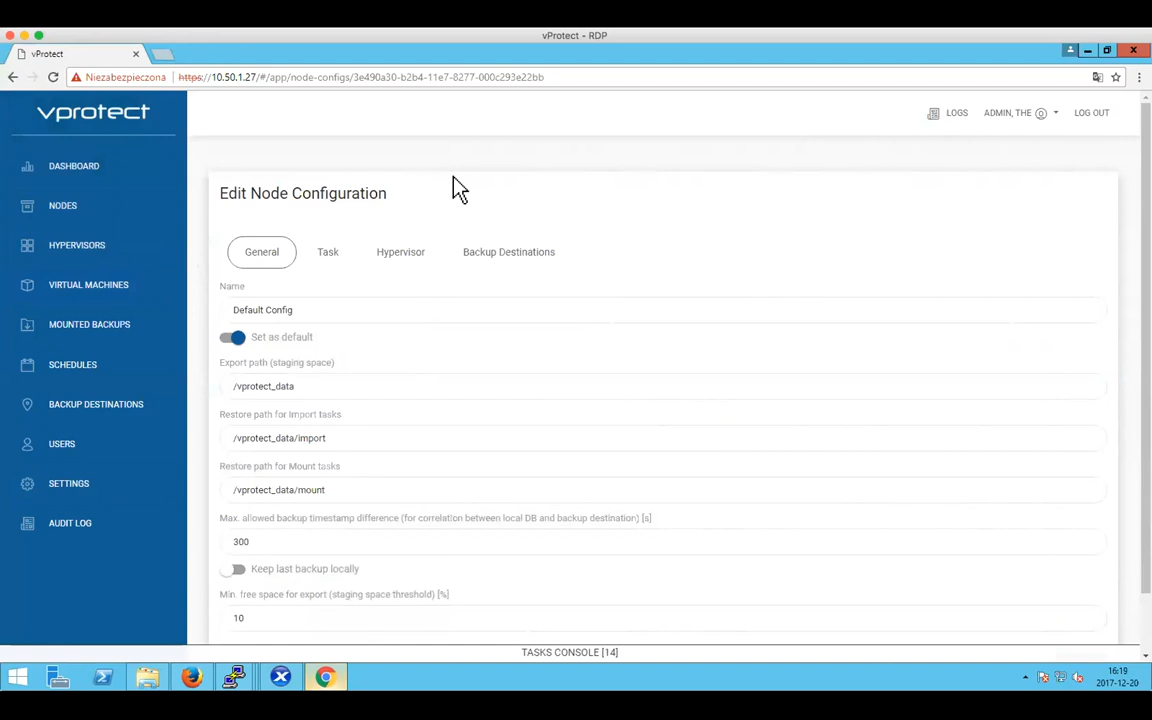 vProtect - RDP
vProtect
Niezabezpieczona https://10.50.1.27/#/app/node-configs/3e490a30-b2b4-11e7-8277-000c293e22bb
vprotect
LOGS ADMIN, THE LOG OUT
DASHBOARD
NODES
HYPERVISORS
VIRTUAL MACHINES
MOUNTED BACKUPS
SCHEDULES
BACKUP DESTINATIONS
USERS
SETTINGS
AUDIT LOG
Edit Node Configuration
General Task Hypervisor Backup Destinations
Name
Default Config
Set as default
Export path (staging space)
/vprotect_data
Restore path for Import tasks
/vprotect_data/import
Restore path for Mount tasks
/vprotect_data/mount
Max. allowed backup timestamp difference (for correlation between local DB and backup destination) [s]
300
Keep last backup locally
Min. free space for export (staging space threshold) [%]
10
TASKS CONSOLE [14]
16:19
2017-12-20